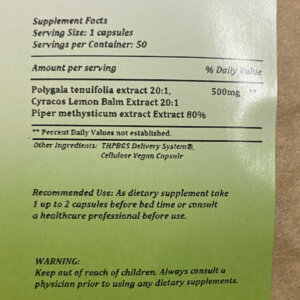 Supplement Facts
Serving Size: 1 capsules
Servings per Container: 50
Amount per serving % Daily Value
Polygala tenuifolia extract 20:1, 500mg **
Cyracos Lemon Balm Extract 20:1
Piper methysticum extract Extract 80%
** Percent Daily Values not established.
Other Ingredients: THPBGS Delivery System®,
Cellulose Vegan Capsule
Recommended Use: As dietary supplement take
1 up to 2 capsules before bed time or consult
a healthcare professional before use.
WARNING:
Keep out of reach of children. Always consult a
physician prior to using any dietary supplements.